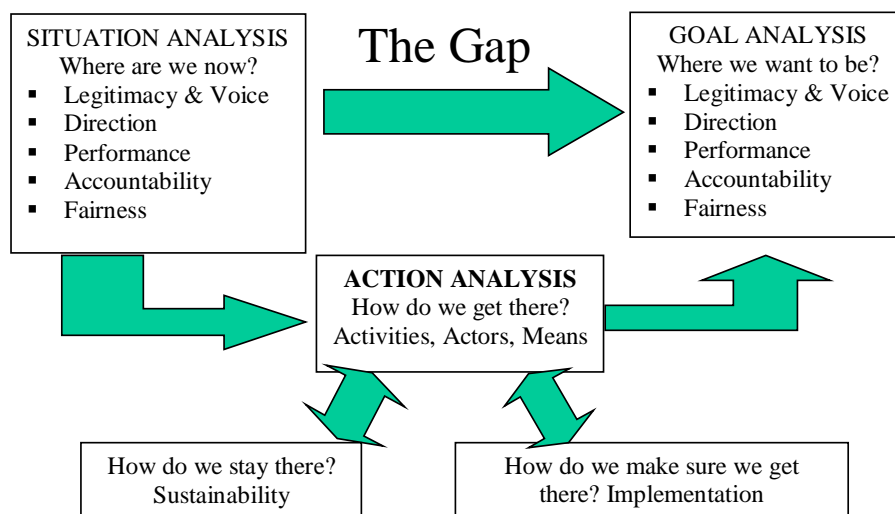 SITUATION ANALYSIS
Where are we now?
▪ Legitimacy & Voice
▪ Direction
▪ Performance
▪ Accountability
▪ Fairness
The Gap
GOAL ANALYSIS
Where we want to be?
▪ Legitimacy & Voice
▪ Direction
▪ Performance
▪ Accountability
▪ Fairness
ACTION ANALYSIS
How do we get there?
Activities, Actors, Means
How do we stay there?
Sustainability
How do we make sure we get
there? Implementation